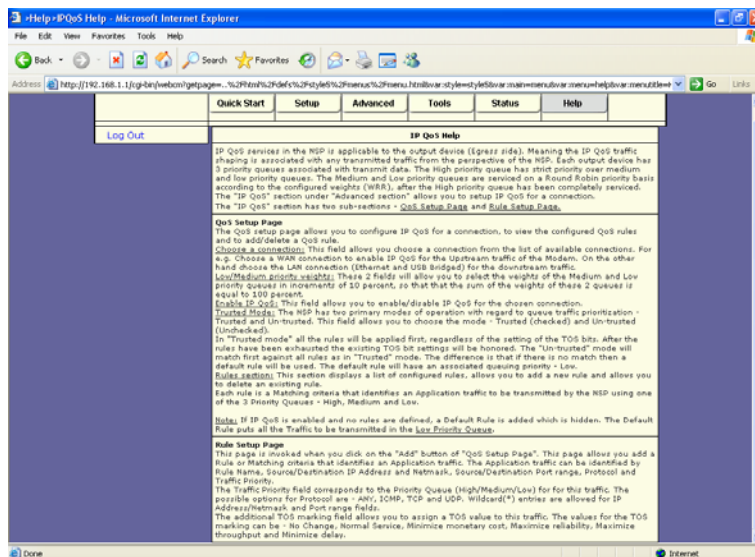 ›Help›IPQoS Help - Microsoft Internet Explorer
File Edit View Favorites Tools Help
Back Search Favorites
Address http://192.168.1.1/cgi-bin/webcm?getpage=..%2Fhtml%2Fdefs%2Fstyle5%2Fmenus%2Fmenu.html&var:style=style5&var:main=menu&var:menu=help&var:menutitle= Go Links
Quick Start Setup Advanced Tools Status Help
Log Out
IP QoS Help
IP QoS services in the NSP is applicable to the output device (Egress side). Meaning the IP QoS traffic
shaping is associated with any transmitted traffic from the perspective of the NSP. Each output device has
3 priority queues associated with transmit data. The High priority queue has strict priority over medium
and low priority queues. The Medium and Low priority queues are serviced on a Round Robin priority basis
according to the configured weights (WRR), after the High priority queue has been completely serviced.
The "IP QoS" section under "Advanced section" allows you to setup IP QoS for a connection.
The "IP QoS" section has two sub-sections - QoS Setup Page and Rule Setup Page.
QoS Setup Page
The QoS setup page allows you to configure IP QoS for a connection, to view the configured QoS rules
and to add/delete a QoS rule.
Choose a connection: This field allows you choose a connection from the list of available connections. For
e.g. Choose a WAN connection to enable IP QoS for the Upstream traffic of the Modem. On the other
hand choose the LAN connection (Ethernet and USB Bridged) for the downstream traffic.
Low/Medium priority weights: These 2 fields will allow you to select the weights of the Medium and Low
priority queues in increments of 10 percent, so that that the sum of the weights of these 2 queues is
equal to 100 percent.
Enable IP QoS: This field allows you to enable/disable IP QoS for the chosen connection.
Trusted Mode: The NSP has two primary modes of operation with regard to queue traffic prioritization -
Trusted and Un-trusted. This field allows you to choose the mode - Trusted (checked) and Un-trusted
(Unchecked).
In "Trusted mode" all the rules will be applied first, regardless of the setting of the TOS bits. After the
rules have been exhausted the existing TOS bit settings will be honored. The "Un-trusted" mode will
match first against all rules as in "Trusted" mode. The difference is that if there is no match then a
default rule will be used. The default rule will have an associated queuing priority - Low.
Rules section: This section displays a list of configured rules, allows you to add a new rule and allows you
to delete an existing rule.
Each rule is a Matching criteria that identifies an Application traffic to be transmitted by the NSP using one
of the 3 Priority Queues - High, Medium and Low.
Note: If IP QoS is enabled and no rules are defined, a Default Rule is added which is hidden. The Default
Rule puts all the Traffic to be transmitted in the Low Priority Queue.
Rule Setup Page
This page is invoked when you click on the "Add" button of "QoS Setup Page". This page allows you add a
Rule or Matching criteria that identifies an Application traffic. The Application traffic can be identified by
Rule Name, Source/Destination IP Address and Netmask, Source/Destination Port range, Protocol and
Traffic Priority.
The Traffic Priority field corresponds to the Priority Queue (High/Medium/Low) for for this traffic. The
possible options for Protocol are - ANY, ICMP, TCP and UDP. Wildcard(*) entries are allowed for IP
Address/Netmask and Port range fields.
The additional TOS marking field allows you to assign a TOS value to this traffic. The values for the TOS
marking can be - No Change, Normal Service, Minimize monetary cost, Maximize reliability, Maximize
throughput and Minimize delay.
Done Internet